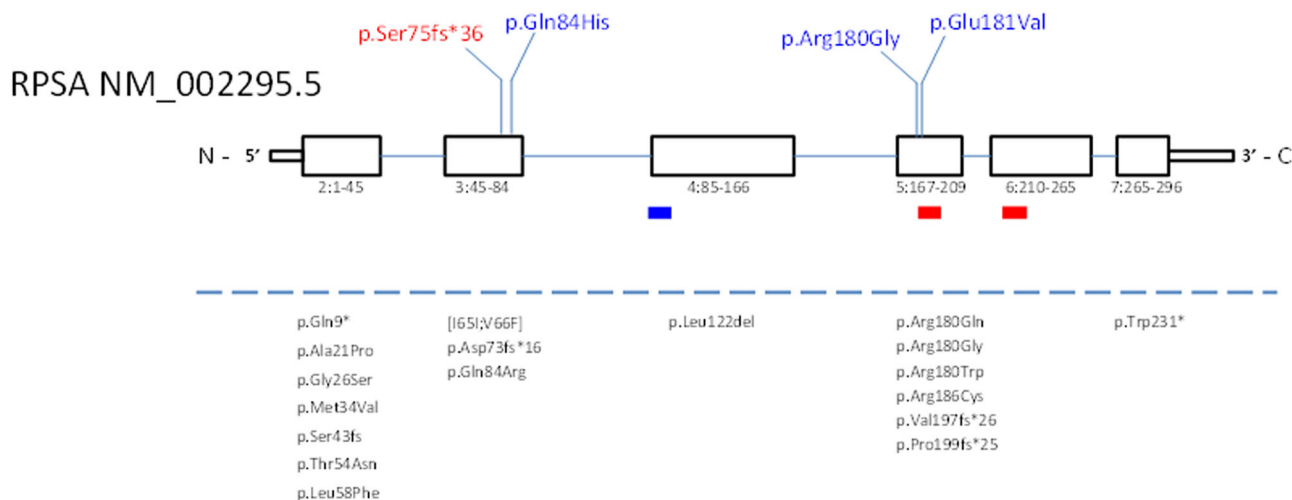 p.Ser75fs*36
p.Gln84His
p.Arg180Gly
p.Glu181Val
RPSA NM_002295.5
N - 5' 3' - C
2:1-45 3:45-84 4:85-166 5:167-209 6:210-265 7:265-296
p.Gln9*
p.Ala21Pro
p.Gly26Ser
p.Met34Val
p.Ser43fs
p.Thr54Asn
p.Leu58Phe
[I65I;V66F]
p.Asp73fs*16
p.Gln84Arg
p.Leu122del
p.Arg180Gln
p.Arg180Gly
p.Arg180Trp
p.Arg186Cys
p.Val197fs*26
p.Pro199fs*25
p.Trp231*